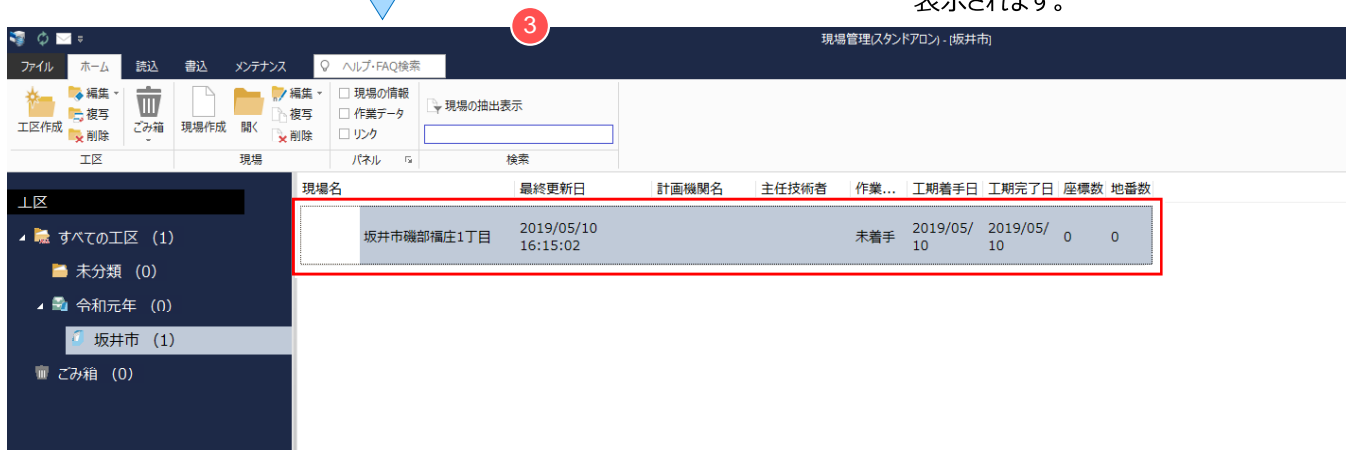 表示されます。
3
現場管理(スタンドアロン) - [坂井市]
ファイル ホーム 読込 書込 メンテナンス ヘルプ・FAQ検索
工区作成 編集 複写 削除 ごみ箱 現場作成 開く 編集 複写 削除 現場の情報 作業データ リンク 現場の抽出表示
工区 現場 パネル 検索
現場名 最終更新日 計画機関名 主任技術者 作業... 工期着手日 工期完了日 座標数 地番数
工区
坂井市磯部福庄1丁目 2019/05/10 16:15:02 未着手 2019/05/10 2019/05/10 0 0
すべての工区 (1)
未分類 (0)
令和元年 (0)
坂井市 (1)
ごみ箱 (0)